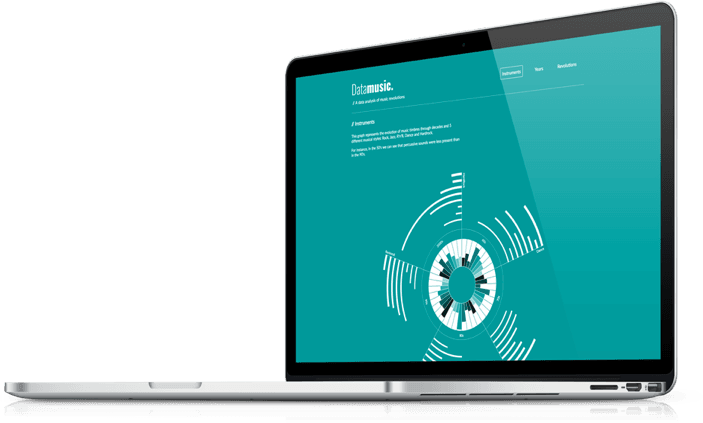 Datamusic.
// A data analysis of music revolutions
Instruments
Years
Revolutions
// Instruments
This graph represents the evolution of music timbres through decades and 5
different musical styles: Rock, Jazz, R'n'B, Dance and Hardrock.
For instance, in the 70's we can see that percussive sounds were less present than
in the 90's.